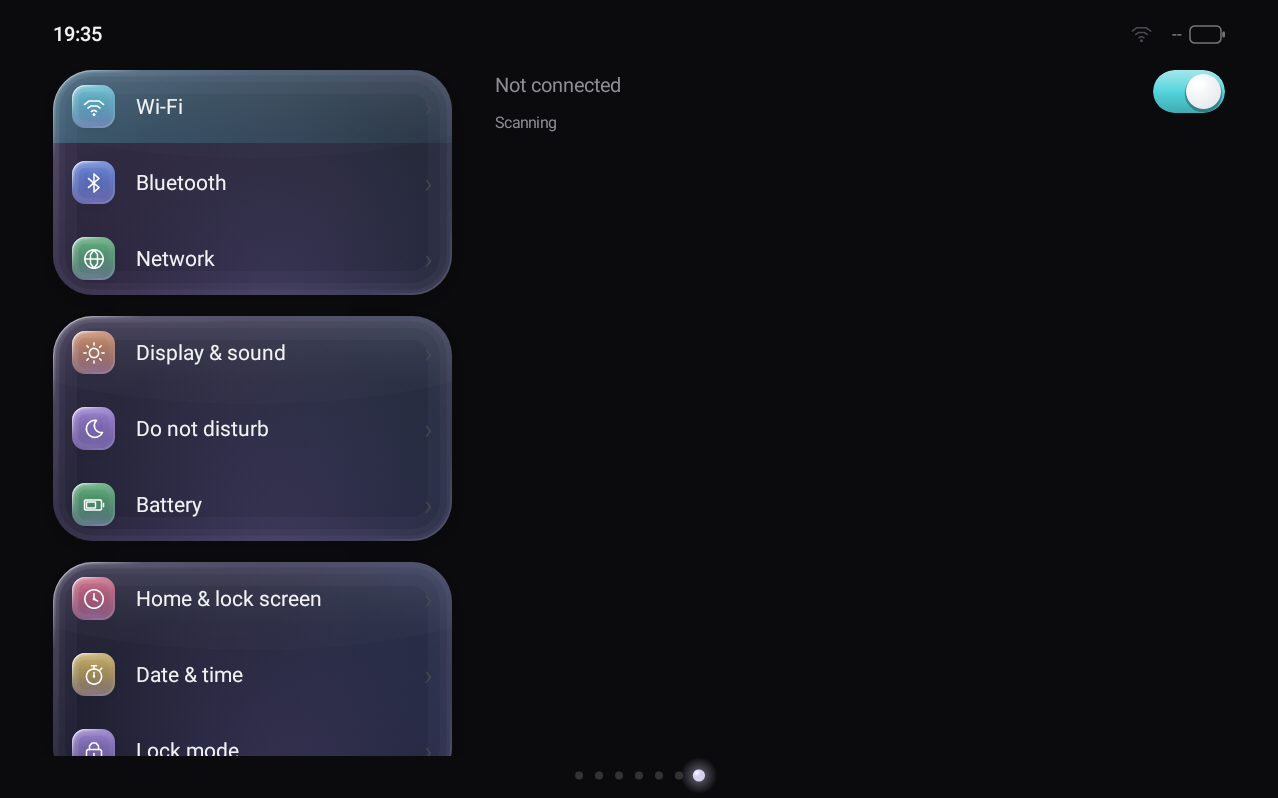 19:35
--
Wi-Fi
Bluetooth
Network
Display & sound
Do not disturb
Battery
Home & lock screen
Date & time
Lock mode
Not connected
Scanning